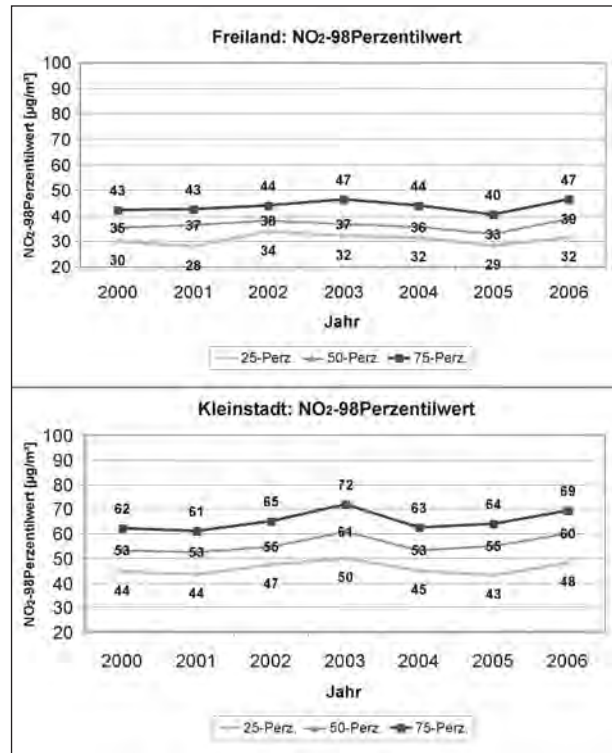 Freiland: NO2-98Perzentilwert
NO2-98Perzentilwert [µg/m³]
100
90
80
70
60
50
40
30
20
43 43 44 47 44 40 47
35 37 38 37 36 33 39
30 28 34 32 32 29 32
2000 2001 2002 2003 2004 2005 2006
Jahr
25-Perz. 50-Perz. 75-Perz.
Kleinstadt: NO2-98Perzentilwert
NO2-98Perzentilwert [µg/m³]
100
90
80
70
60
50
40
30
20
62 61 65 72 63 64 69
53 53 55 61 53 55 60
44 44 47 50 45 43 48
2000 2001 2002 2003 2004 2005 2006
Jahr
25-Perz. 50-Perz. 75-Perz.